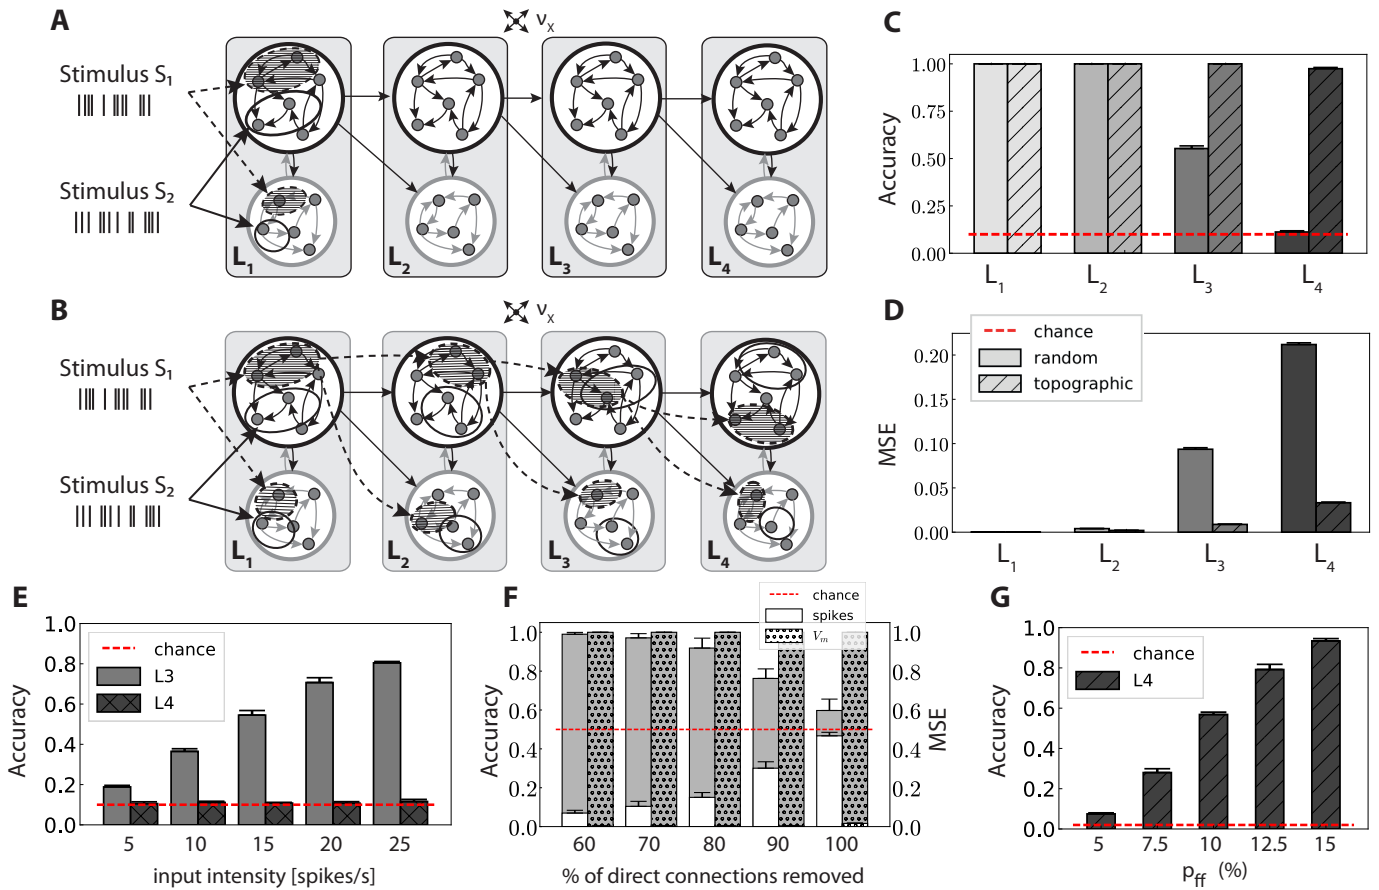 A
ν_X
Stimulus S₁
Stimulus S₂
L₁
L₂
L₃
L₄
B
ν_X
Stimulus S₁
Stimulus S₂
L₁
L₂
L₃
L₄
C
Accuracy
1.00
0.75
0.50
0.25
0.00
L₁
L₂
L₃
L₄
D
MSE
0.20
0.15
0.10
0.05
0.00
chance
random
topographic
L₁
L₂
L₃
L₄
E
Accuracy
1.0
0.8
0.6
0.4
0.2
0.0
chance
L3
L4
5 10 15 20 25
input intensity [spikes/s]
F
chance
spikes
V_m
Accuracy
1.0
0.8
0.6
0.4
0.2
0.0
MSE
1.0
0.8
0.6
0.4
0.2
0.0
60 70 80 90 100
% of direct connections removed
G
Accuracy
1.0
0.8
0.6
0.4
0.2
0.0
chance
L4
5 7.5 10 12.5 15
p_ff (%)